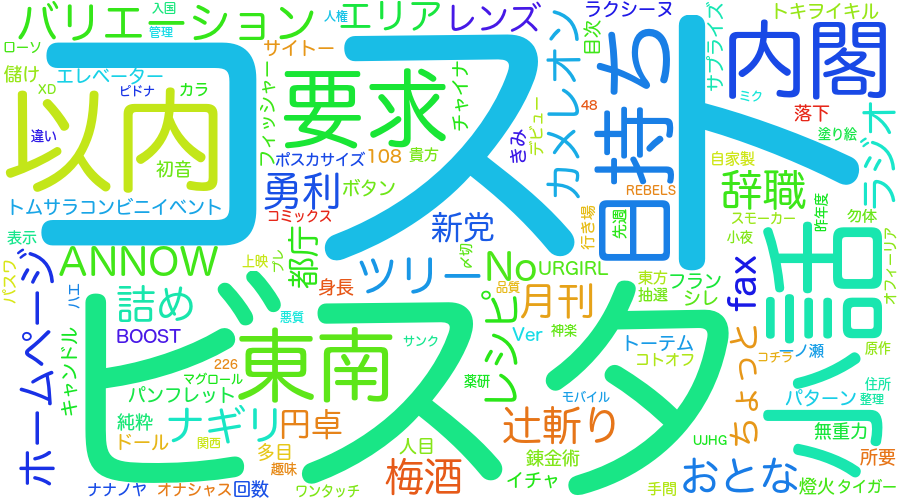 バリエーション
入国
管理
人権
エリア
レンズ
ラクシーヌ
トキヲイキル
ローソ
儲け
エレベーター
サイトー
目次
サプライズ
内閣
XD
ピドナ
カラ
違い
以内
コスト
要求
フィッシャー
チャイナ
デビュー
カメレオン
48
日持ち
ミク
落下
塗り絵
ラジオ
初音
ポスカサイズ
108
貴方
きみ
自家製
勇利
ボタン
REBELS
辞職
トムサラコンビニイベント
コミックス
新党
行き場
先週
スモーカー
昨年度
勿体
表示
都庁
小夜
ANNOW
上映
プレ
〆切
No
URGIRL
東方
フラン
fax
小話
オフィーリア
パスワ
ホームページ
ハエ
ツリー
身長
品質
月刊
抽選
シレ
ビスタ
詰め
バド
悪質
レシピ
Ver
神楽
トーテム
ちょっと
一ノ瀬
原作
BOOST
東南
サンク
コトオフ
コチラ
キャンドル
226
マグロール
パンフレット
薬研
モバイル
パターン
住所
整理
純粋
ナギリ
円卓
辻斬り
無重力
ドール
関西
多目
人目
UJHG
趣味
梅酒
錬金術
所要
イチャ
おとな
ナナノヤ
オナシャス
回数
ワンタッチ
手間
燈火
タイガー